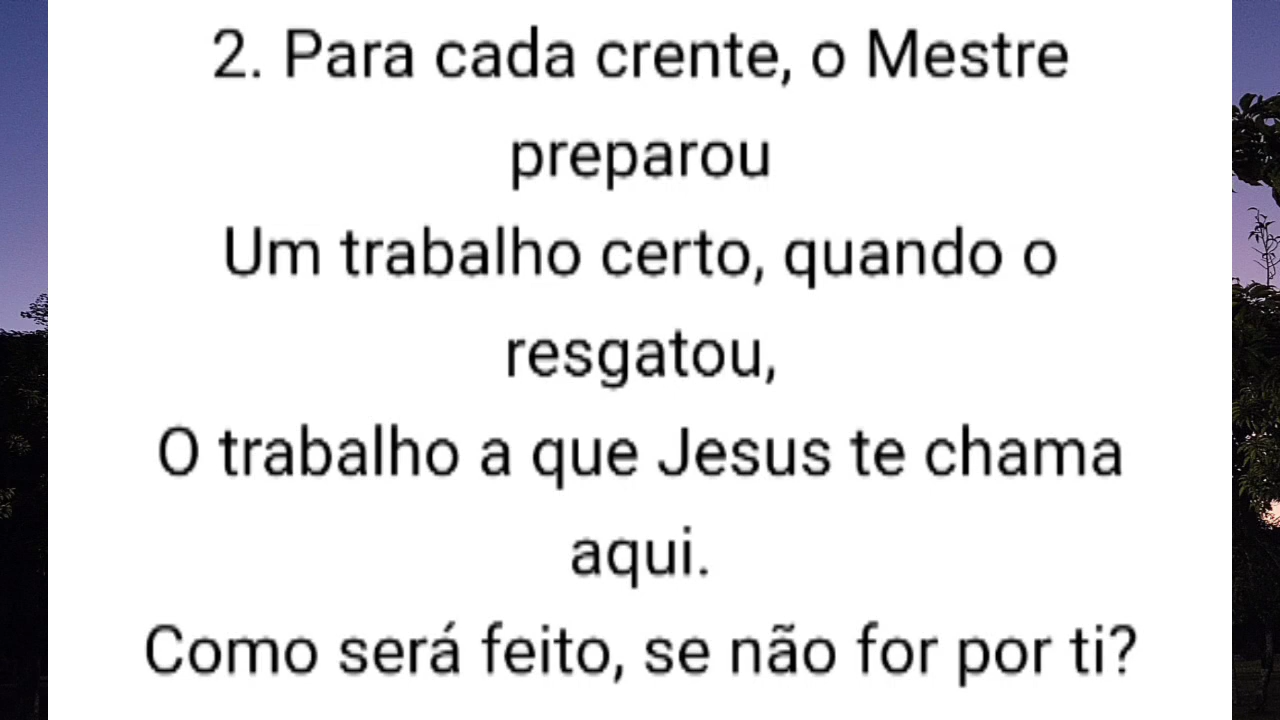 2. Para cada crente, o Mestre
preparou
Um trabalho certo, quando o
resgatou,
O trabalho a que Jesus te chama
aqui.
Como será feito, se não for por ti?